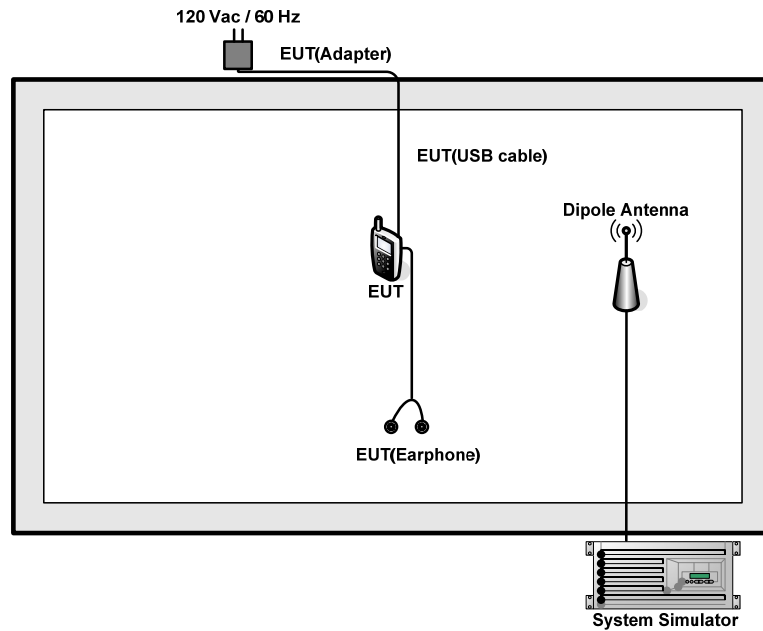 120 Vac / 60 Hz
EUT(Adapter)
EUT(USB cable)
Dipole Antenna
EUT
EUT(Earphone)
System Simulator